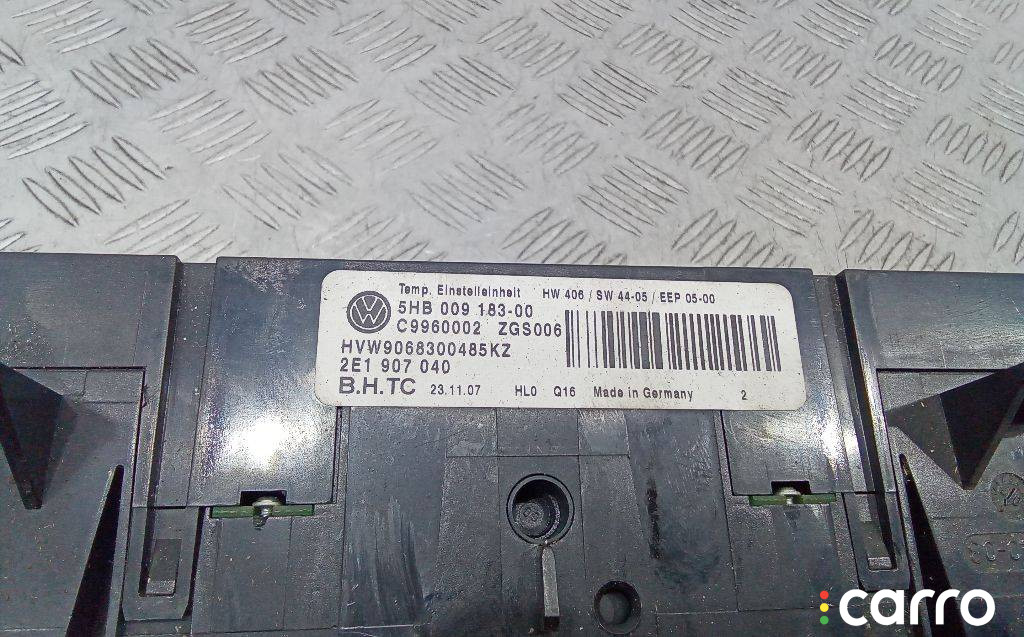 Temp. Einstelleinheit HW 406 / SW 44-05 / EEP 05-00
5HB 009 183-00
C9960002 ZGS006
HVW9068300485KZ
2E1 907 040
B.H.TC 23.11.07 HL0 Q16 Made in Germany 2
carro